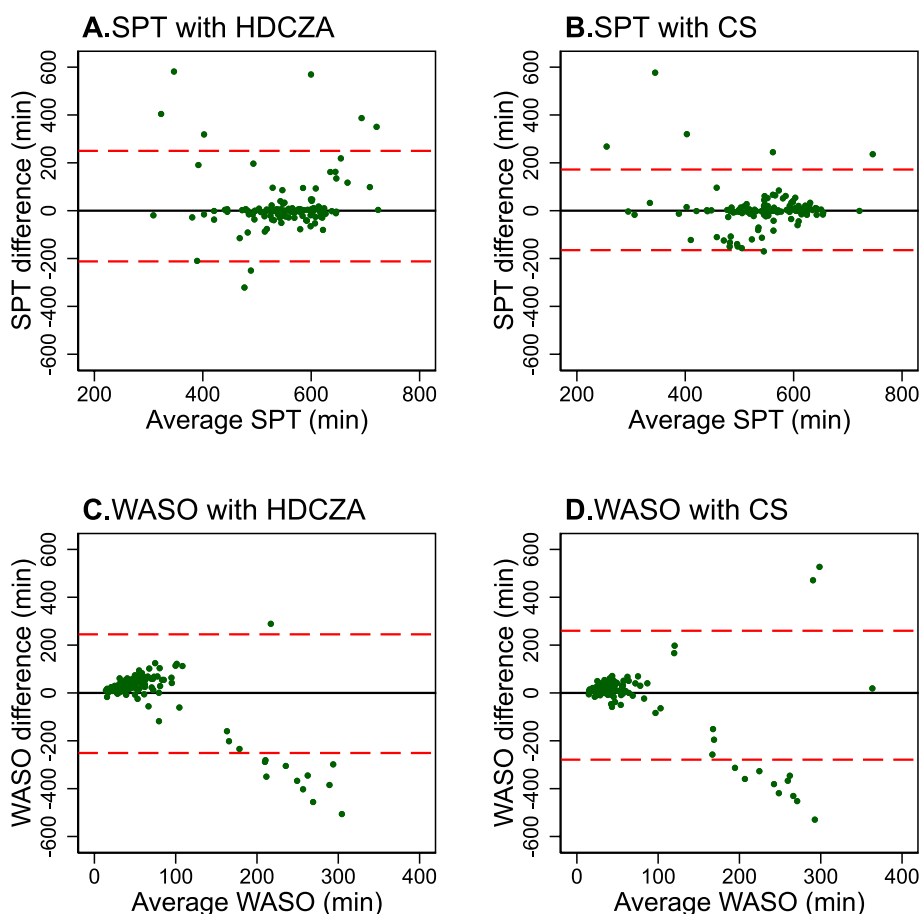 A.SPT with HDCZA
SPT difference (min)
-600 -400 -200 0 200 400 600
200 400 600 800
Average SPT (min)
B.SPT with CS
SPT difference (min)
-600 -400 -200 0 200 400 600
200 400 600 800
Average SPT (min)
C.WASO with HDCZA
WASO difference (min)
-600 -400 -200 0 200 400 600
0 100 200 300 400
Average WASO (min)
D.WASO with CS
WASO difference (min)
-600 -400 -200 0 200 400 600
0 100 200 300 400
Average WASO (min)